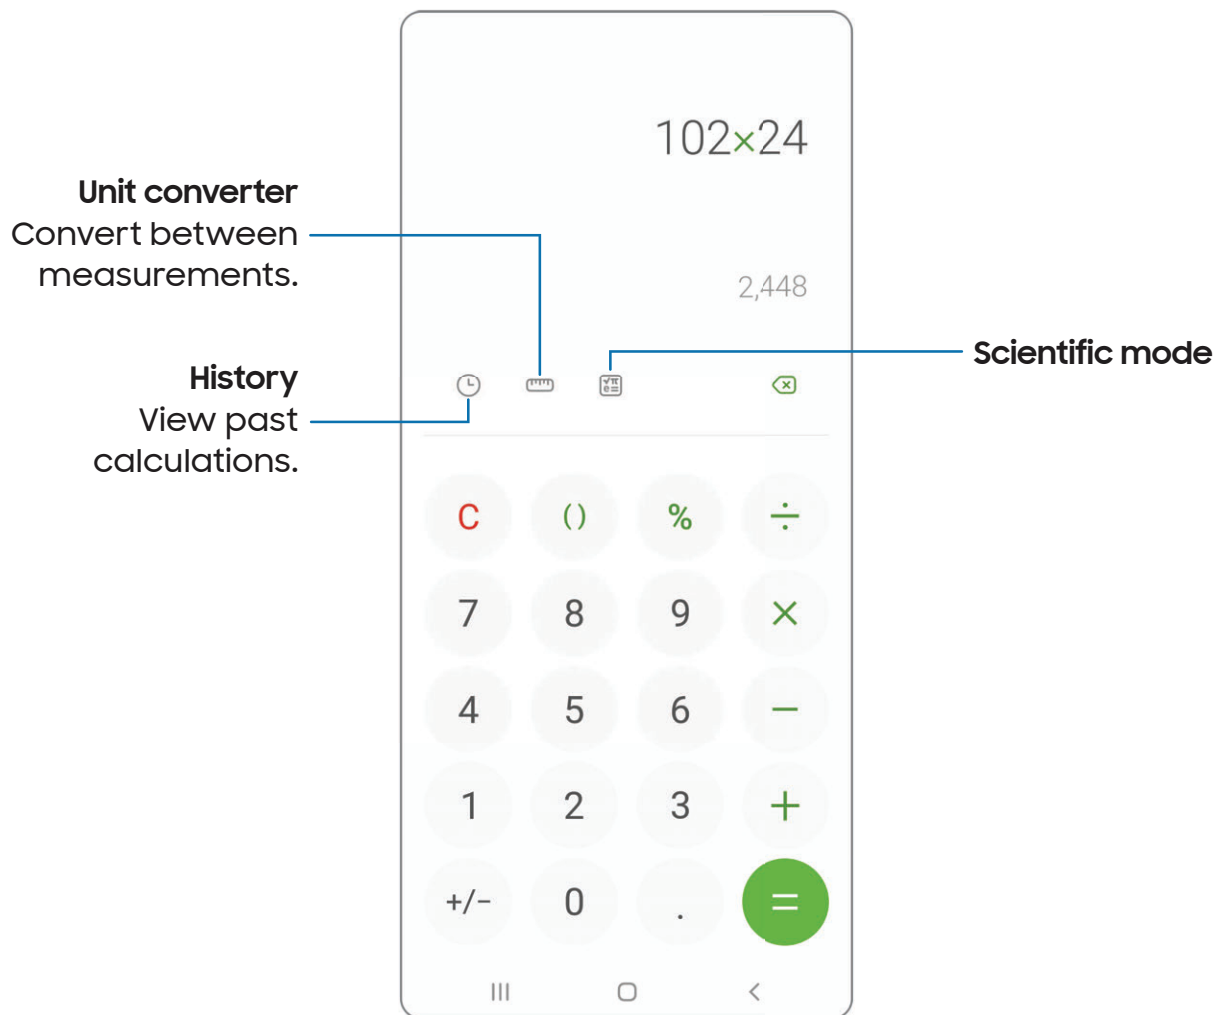 102×24
Unit converter
Convert between
measurements.
2,448
Scientific mode
History
View past
calculations.
√π
e=
C
()
%
÷
7
8
9
×
4
5
6
−
1
2
3
+
+/−
0
.
=